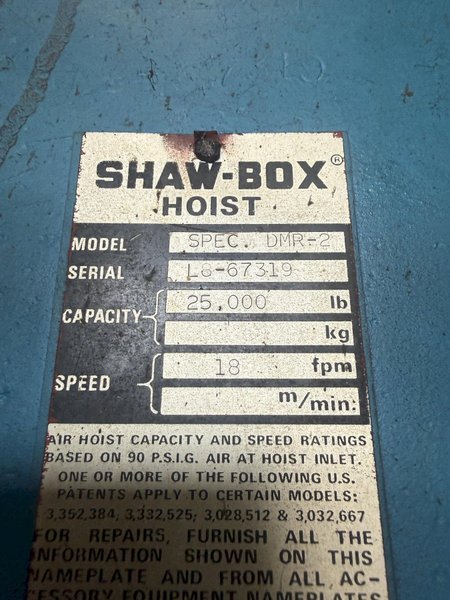 SHAW-BOX®
HOIST
MODEL SPEC. DMR-2
SERIAL L8-67319
CAPACITY 25,000 lb
kg
SPEED 18 fpm
m/min.
AIR HOIST CAPACITY AND SPEED RATINGS
BASED ON 90 P.S.I.G. AIR AT HOIST INLET.
ONE OR MORE OF THE FOLLOWING U.S.
PATENTS APPLY TO CERTAIN MODELS:
3,352,384; 3,332,525; 3,028,512 & 3,032,667
FOR REPAIRS, FURNISH ALL THE
INFORMATION SHOWN ON THIS
NAMEPLATE AND FROM ALL AC-
CESSORY EQUIPMENT NAMEPLATES